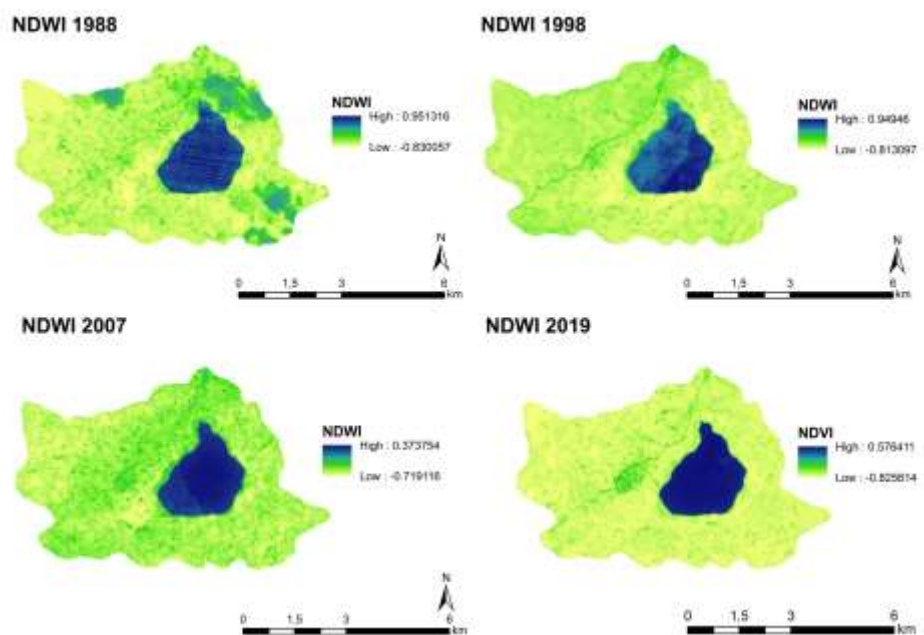 NDWI 1988
NDWI
High : 0.951316
Low : -0.830057
N
0 1,5 3 6
km
NDWI 1998
NDWI
High : 0.94946
Low : -0.813097
N
0 1,5 3 6
km
NDWI 2007
NDWI
High : 0.373754
Low : -0.719116
N
0 1,5 3 6
km
NDWI 2019
NDVI
High : 0.576411
Low : -0.825614
N
0 1,5 3 6
km